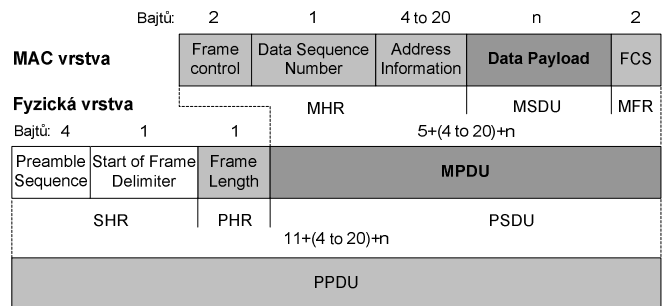 Bajtů: 2 1 4 to 20 n 2
MAC vrstva
Frame control
Data Sequence Number
Address Information
Data Payload
FCS
Fyzická vrstva
MHR MSDU MFR
Bajtů: 4 1 1 5+(4 to 20)+n
Preamble Sequence
Start of Frame Delimiter
Frame Length
MPDU
SHR PHR PSDU
11+(4 to 20)+n
PPDU